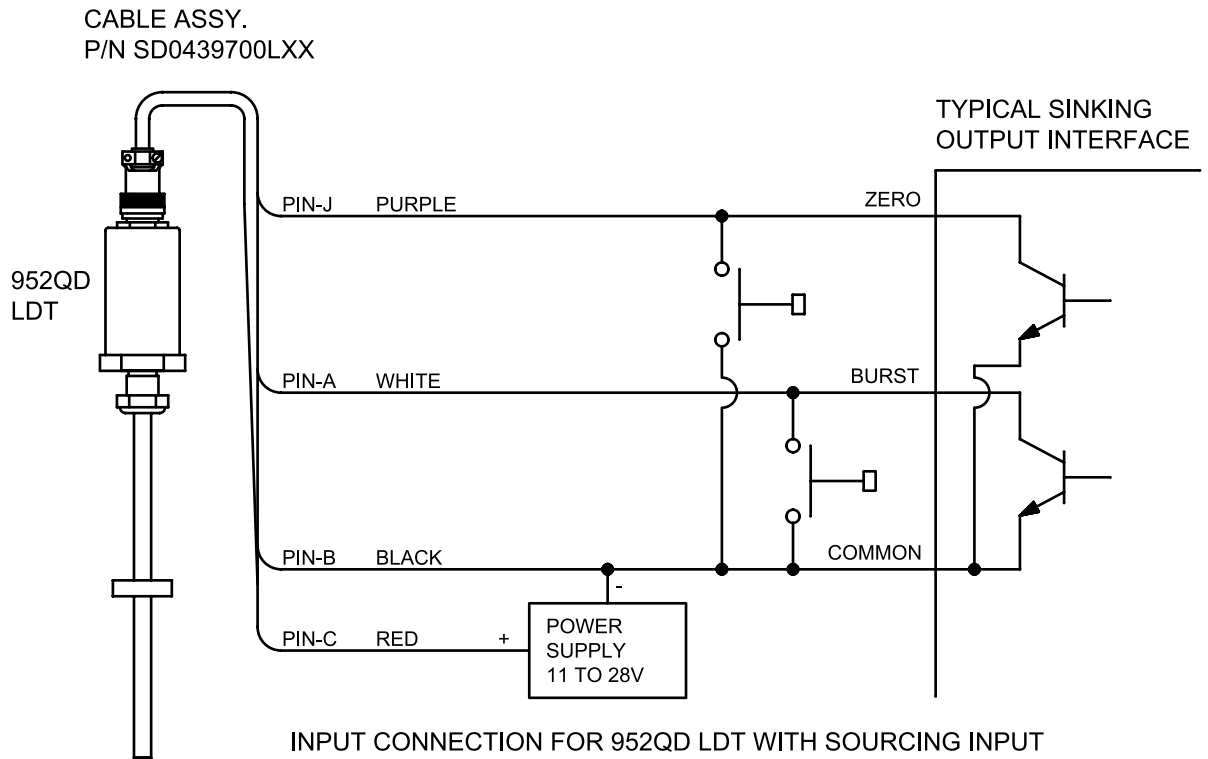 CABLE ASSY.
P/N SD0439700LXX
TYPICAL SINKING
OUTPUT INTERFACE
PIN-J PURPLE ZERO
952QD
LDT
PIN-A WHITE BURST
PIN-B BLACK COMMON
-
PIN-C RED +
POWER
SUPPLY
11 TO 28V
INPUT CONNECTION FOR 952QD LDT WITH SOURCING INPUT